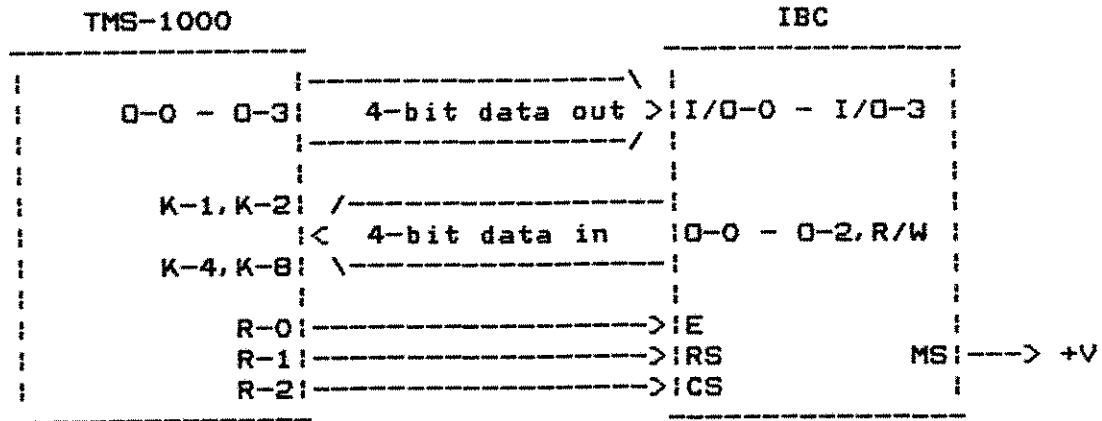 TMS-1000 IBC
O-0 - O-3 4-bit data out > I/O-0 - I/O-3
K-1,K-2
< 4-bit data in O-0 - O-2,R/W
K-4,K-8
R-0 > E
R-1 > RS MS ---> +V
R-2 > CS